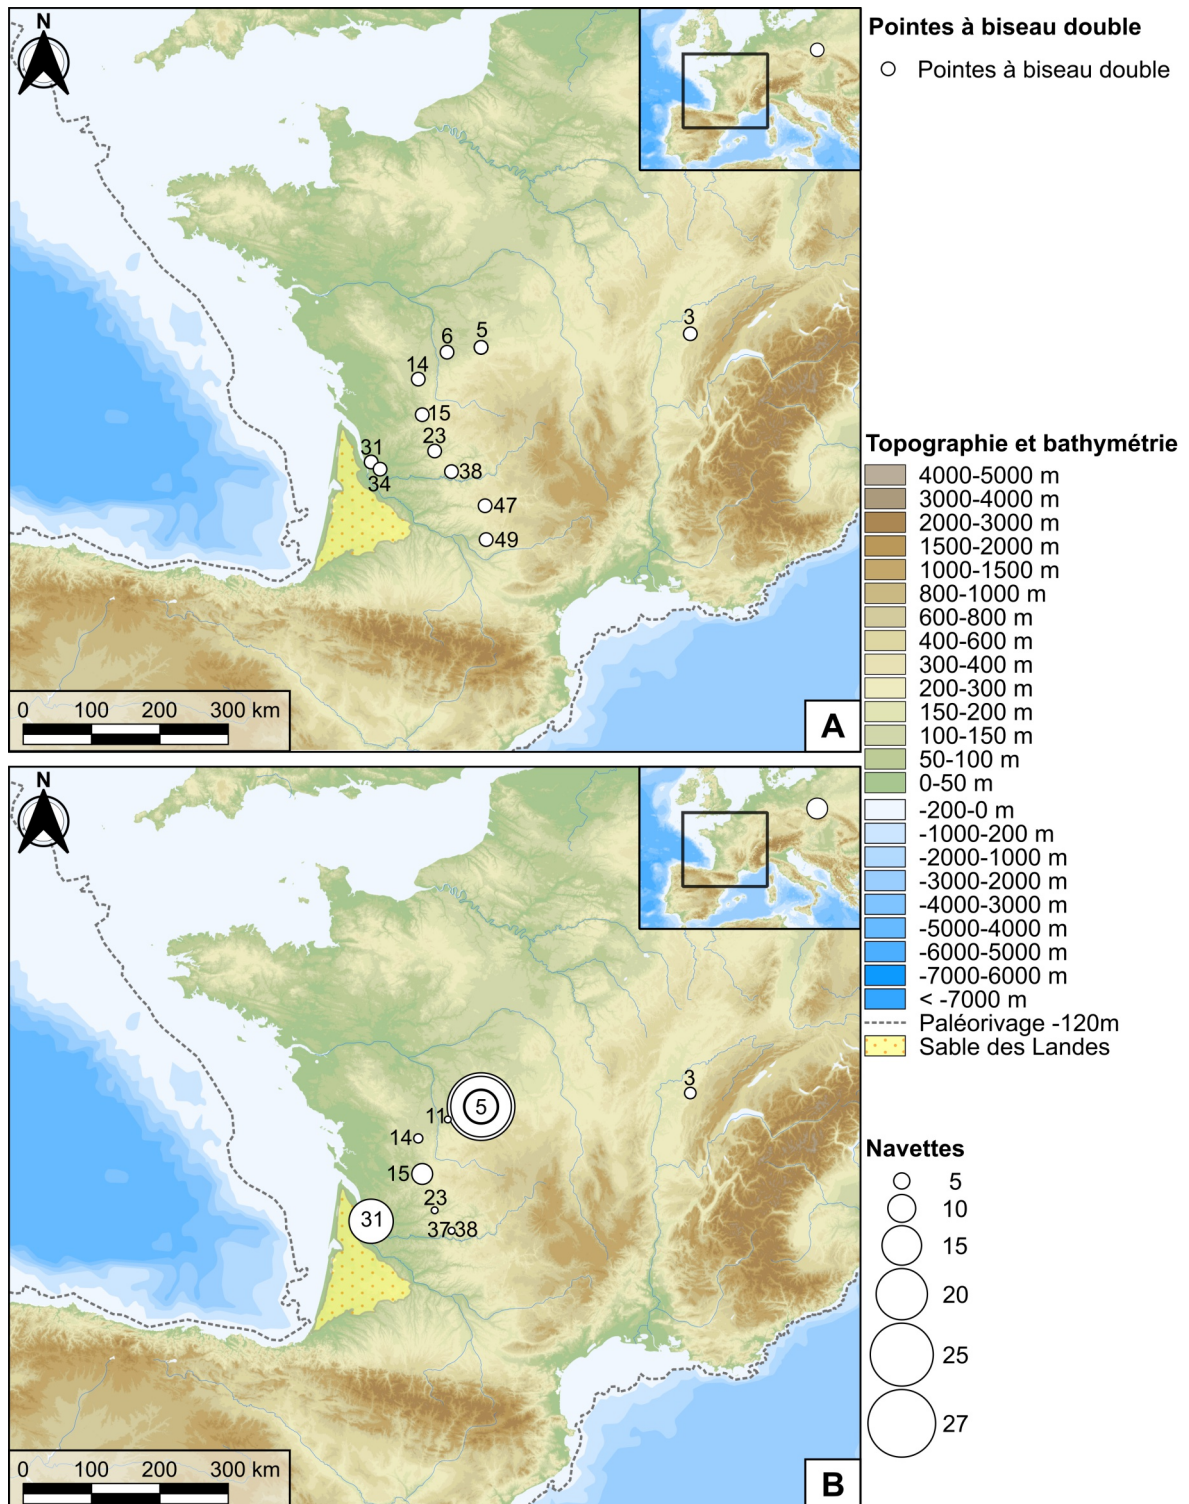 N
Pointes à biseau double
Pointes à biseau double
3
5
6
14
15
23
31
34
38
47
49
0 100 200 300 km
A
Topographie et bathymétrie
4000-5000 m
3000-4000 m
2000-3000 m
1500-2000 m
1000-1500 m
800-1000 m
600-800 m
400-600 m
300-400 m
200-300 m
150-200 m
100-150 m
50-100 m
0-50 m
-200-0 m
-1000-200 m
-2000-1000 m
-3000-2000 m
-4000-3000 m
-5000-4000 m
-6000-5000 m
-7000-6000 m
< -7000 m
Paléorivage -120m
Sable des Landes
N
3
5
11
14
15
23
31
37 38
0 100 200 300 km
B
Navettes
5
10
15
20
25
27